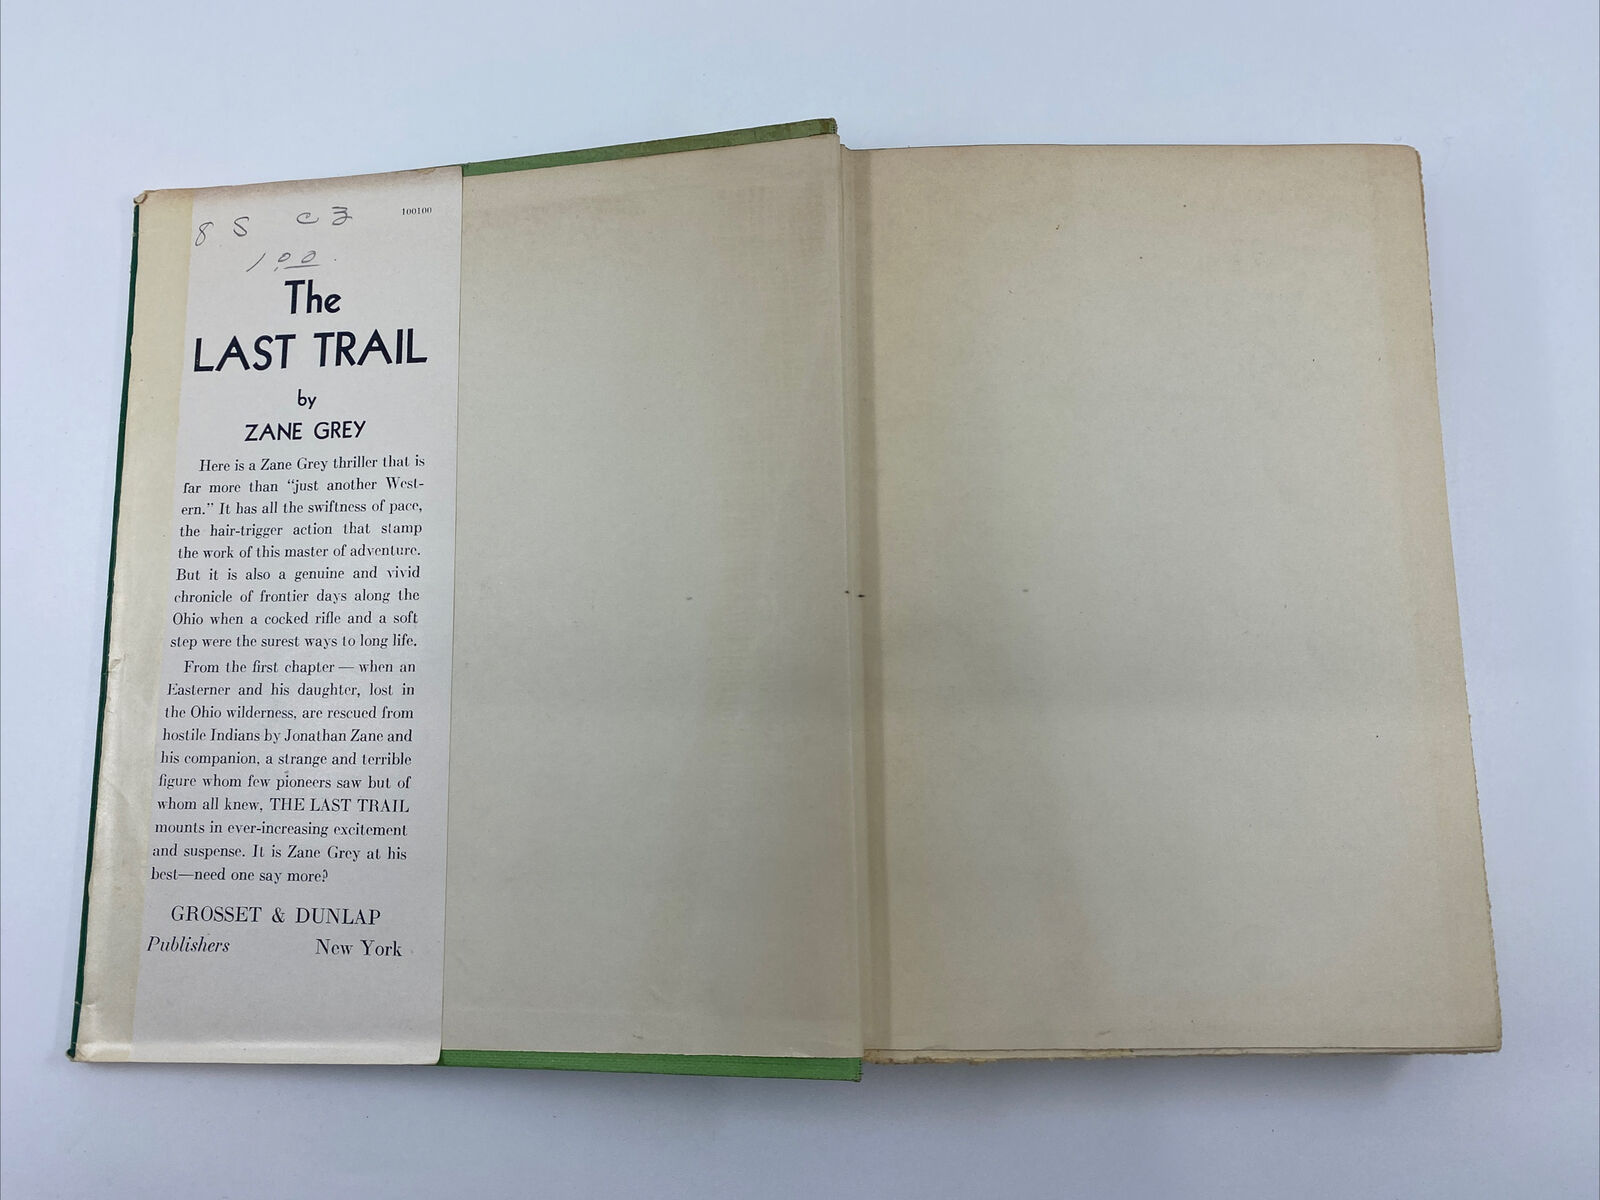 8 S C3 100100
1.00
The
LAST TRAIL
by
ZANE GREY
Here is a Zane Grey thriller that is
far more than “just another West-
ern.” It has all the swiftness of pace,
the hair-trigger action that stamp
the work of this master of adventure.
But it is also a genuine and vivid
chronicle of frontier days along the
Ohio when a cocked rifle and a soft
step were the surest ways to long life.
From the first chapter — when an
Easterner and his daughter, lost in
the Ohio wilderness, are rescued from
hostile Indians by Jonathan Zane and
his companion, a strange and terrible
figure whom few pioneers saw but of
whom all knew, THE LAST TRAIL
mounts in ever-increasing excitement
and suspense. It is Zane Grey at his
best—need one say more?
GROSSET & DUNLAP
Publishers New York